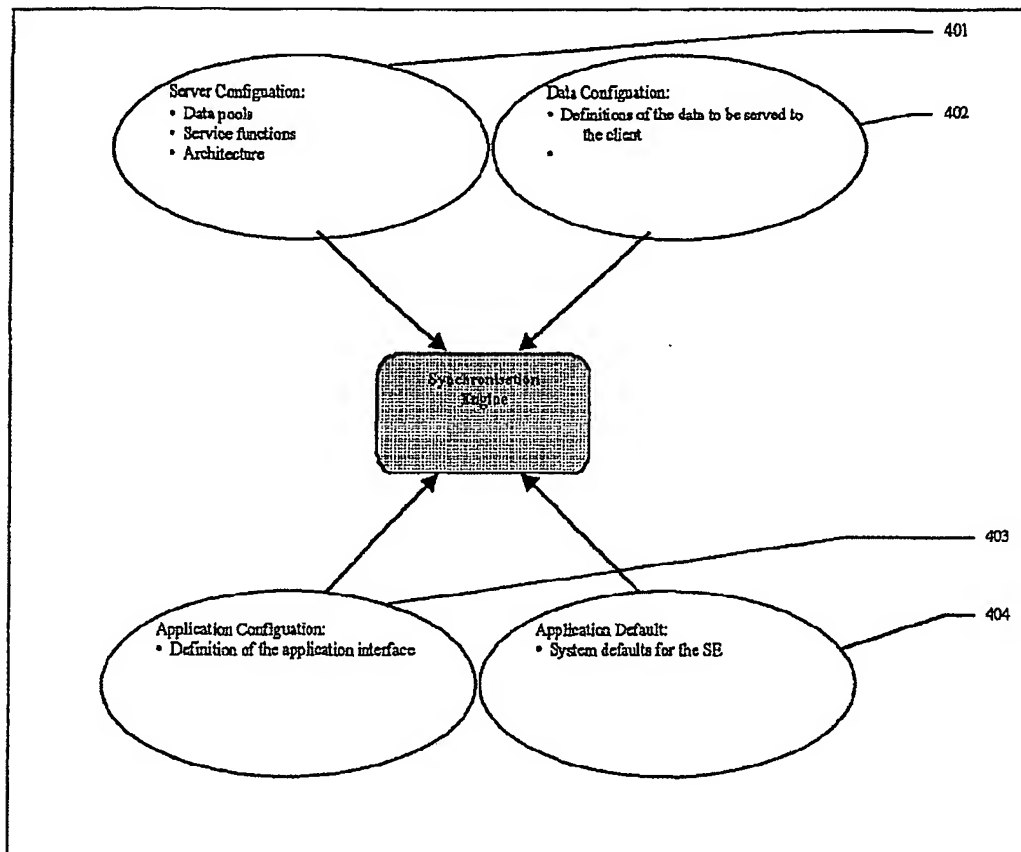 401
Server Configuation:
• Data pools
• Service functions
• Architecture
Data Configuation:
• Definitions of the data to be served to
the client
•
402
Synchronisation
Engine
403
Application Configuation:
• Definition of the application interface
Application Default:
• System defaults for the SE
404